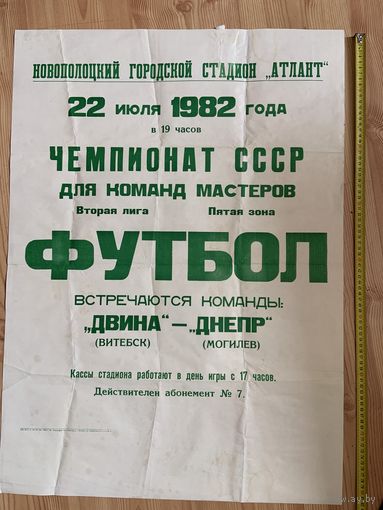 НОВОПОЛОЦКИЙ ГОРОДСКОЙ СТАДИОН „АТЛАНТ“
22 ИЮЛЯ 1982 ГОДА
в 19 часов
ЧЕМПИОНАТ СССР
ДЛЯ КОМАНД МАСТЕРОВ
Вторая лига Пятая зона
ФУТБОЛ
ВСТРЕЧАЮТСЯ КОМАНДЫ:
„ДВИНА“ — „ДНЕПР“
(ВИТЕБСК) (МОГИЛЕВ)
Кассы стадиона работают в день игры с 17 часов.
Действителен абонемент № 7.